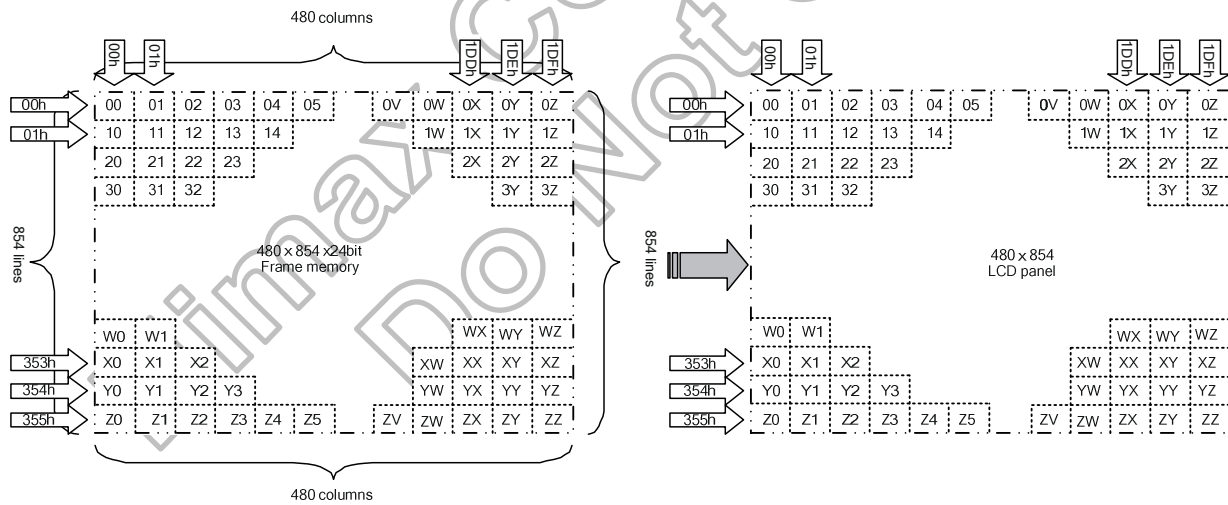 480 columns
00h 01h 1DDh 1DEh 1DFh 00h 01h 1DDh 1DEh 1DFh
00h 00 01 02 03 04 05 0V 0W 0X 0Y 0Z 00h 00 01 02 03 04 05 0V 0W 0X 0Y 0Z
01h 10 11 12 13 14 1W 1X 1Y 1Z 01h 10 11 12 13 14 1W 1X 1Y 1Z
20 21 22 23 2X 2Y 2Z 20 21 22 23 2X 2Y 2Z
30 31 32 3Y 3Z 30 31 32 3Y 3Z
854 lines 480 x 854 x24bit 854 lines 480 x 854
Frame memory LCD panel
W0 W1 WX WY WZ W0 W1 WX WY WZ
353h X0 X1 X2 XW XX XY XZ 353h X0 X1 X2 XW XX XY XZ
354h Y0 Y1 Y2 Y3 YW YX YY YZ 354h Y0 Y1 Y2 Y3 YW YX YY YZ
355h Z0 Z1 Z2 Z3 Z4 Z5 ZV ZW ZX ZY ZZ 355h Z0 Z1 Z2 Z3 Z4 Z5 ZV ZW ZX ZY ZZ
480 columns
Himax
Do Not